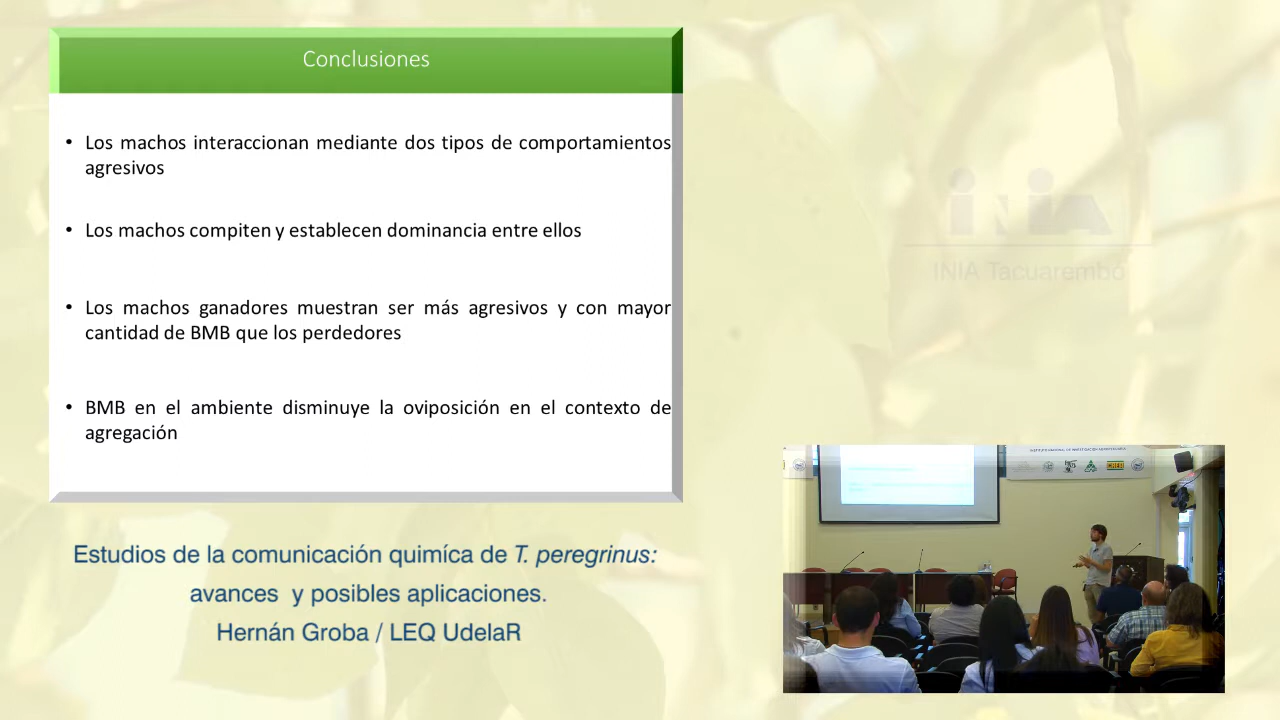 Conclusiones
• Los machos interaccionan mediante dos tipos de comportamientos
agresivos
• Los machos compiten y establecen dominancia entre ellos
• Los machos ganadores muestran ser más agresivos y con mayor
cantidad de BMB que los perdedores
• BMB en el ambiente disminuye la oviposición en el contexto de
agregación
INIA
INIA Tacuarembó
Estudios de la comunicación quimíca de T. peregrinus:
avances y posibles aplicaciones.
Hernán Groba / LEQ UdelaR